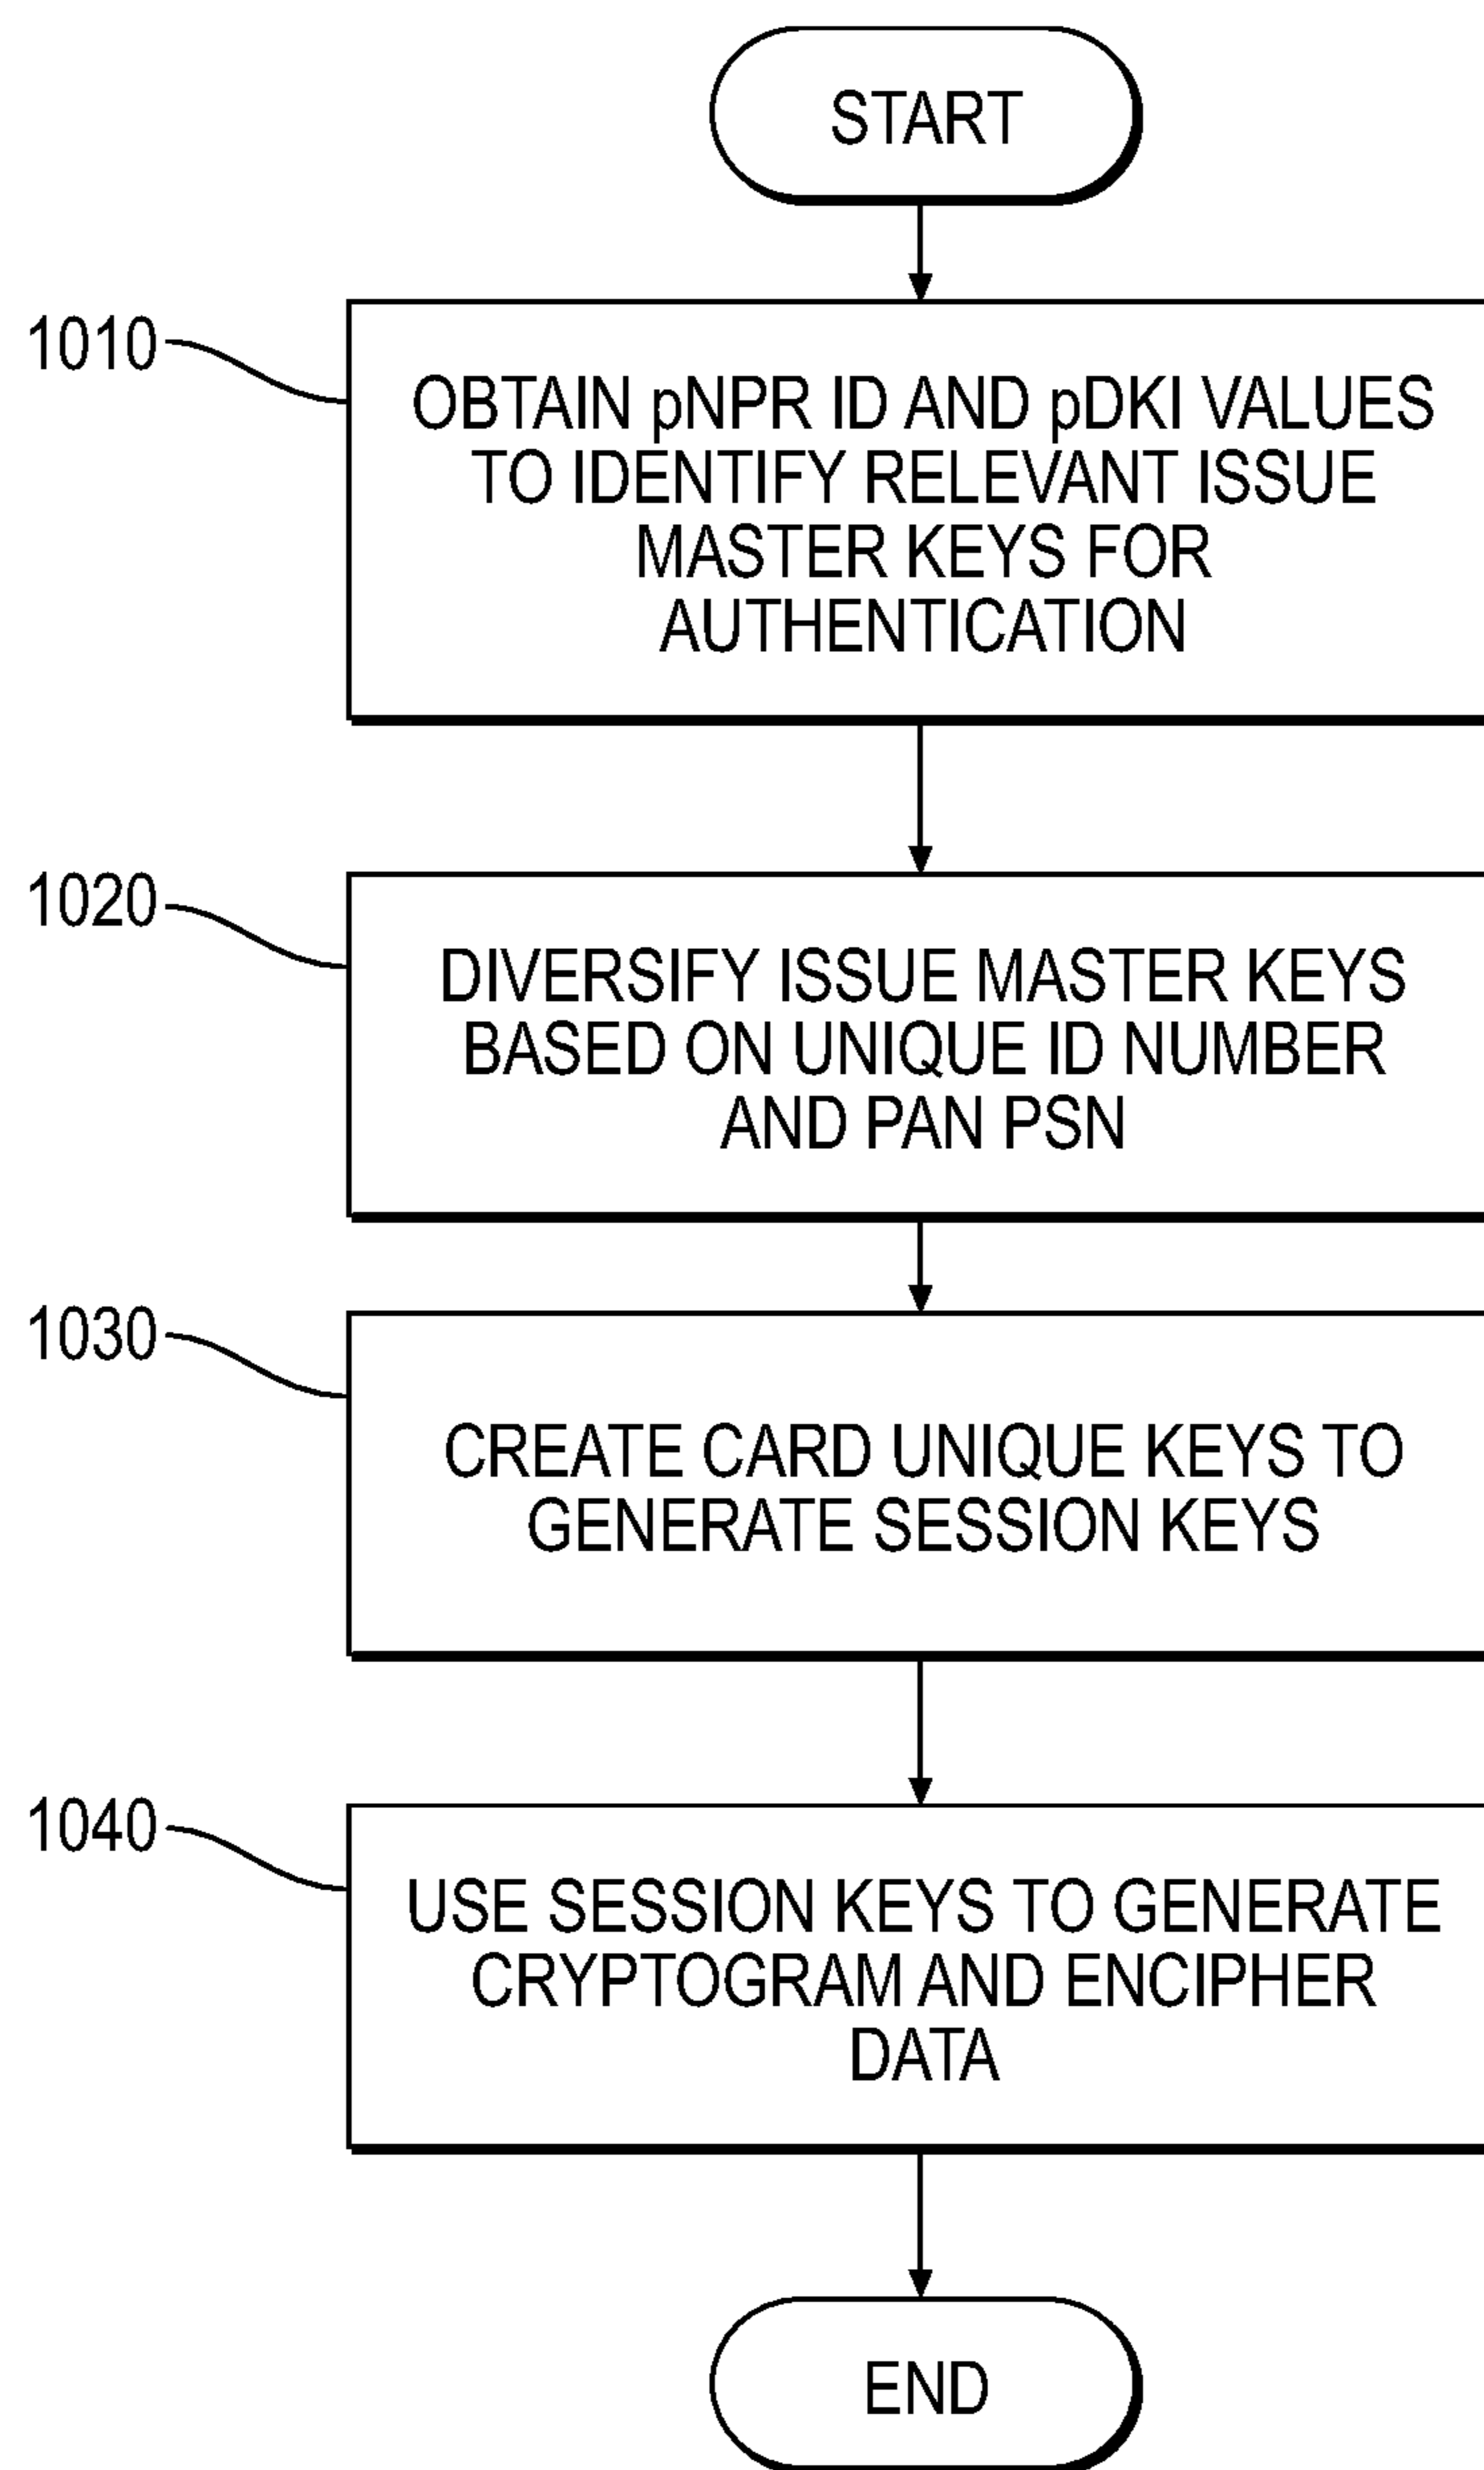 START
1010
OBTAIN pNPR ID AND pDKI VALUES
TO IDENTIFY RELEVANT ISSUE
MASTER KEYS FOR
AUTHENTICATION
1020
DIVERSIFY ISSUE MASTER KEYS
BASED ON UNIQUE ID NUMBER
AND PAN PSN
1030
CREATE CARD UNIQUE KEYS TO
GENERATE SESSION KEYS
1040
USE SESSION KEYS TO GENERATE
CRYPTOGRAM AND ENCIPHER
DATA
END